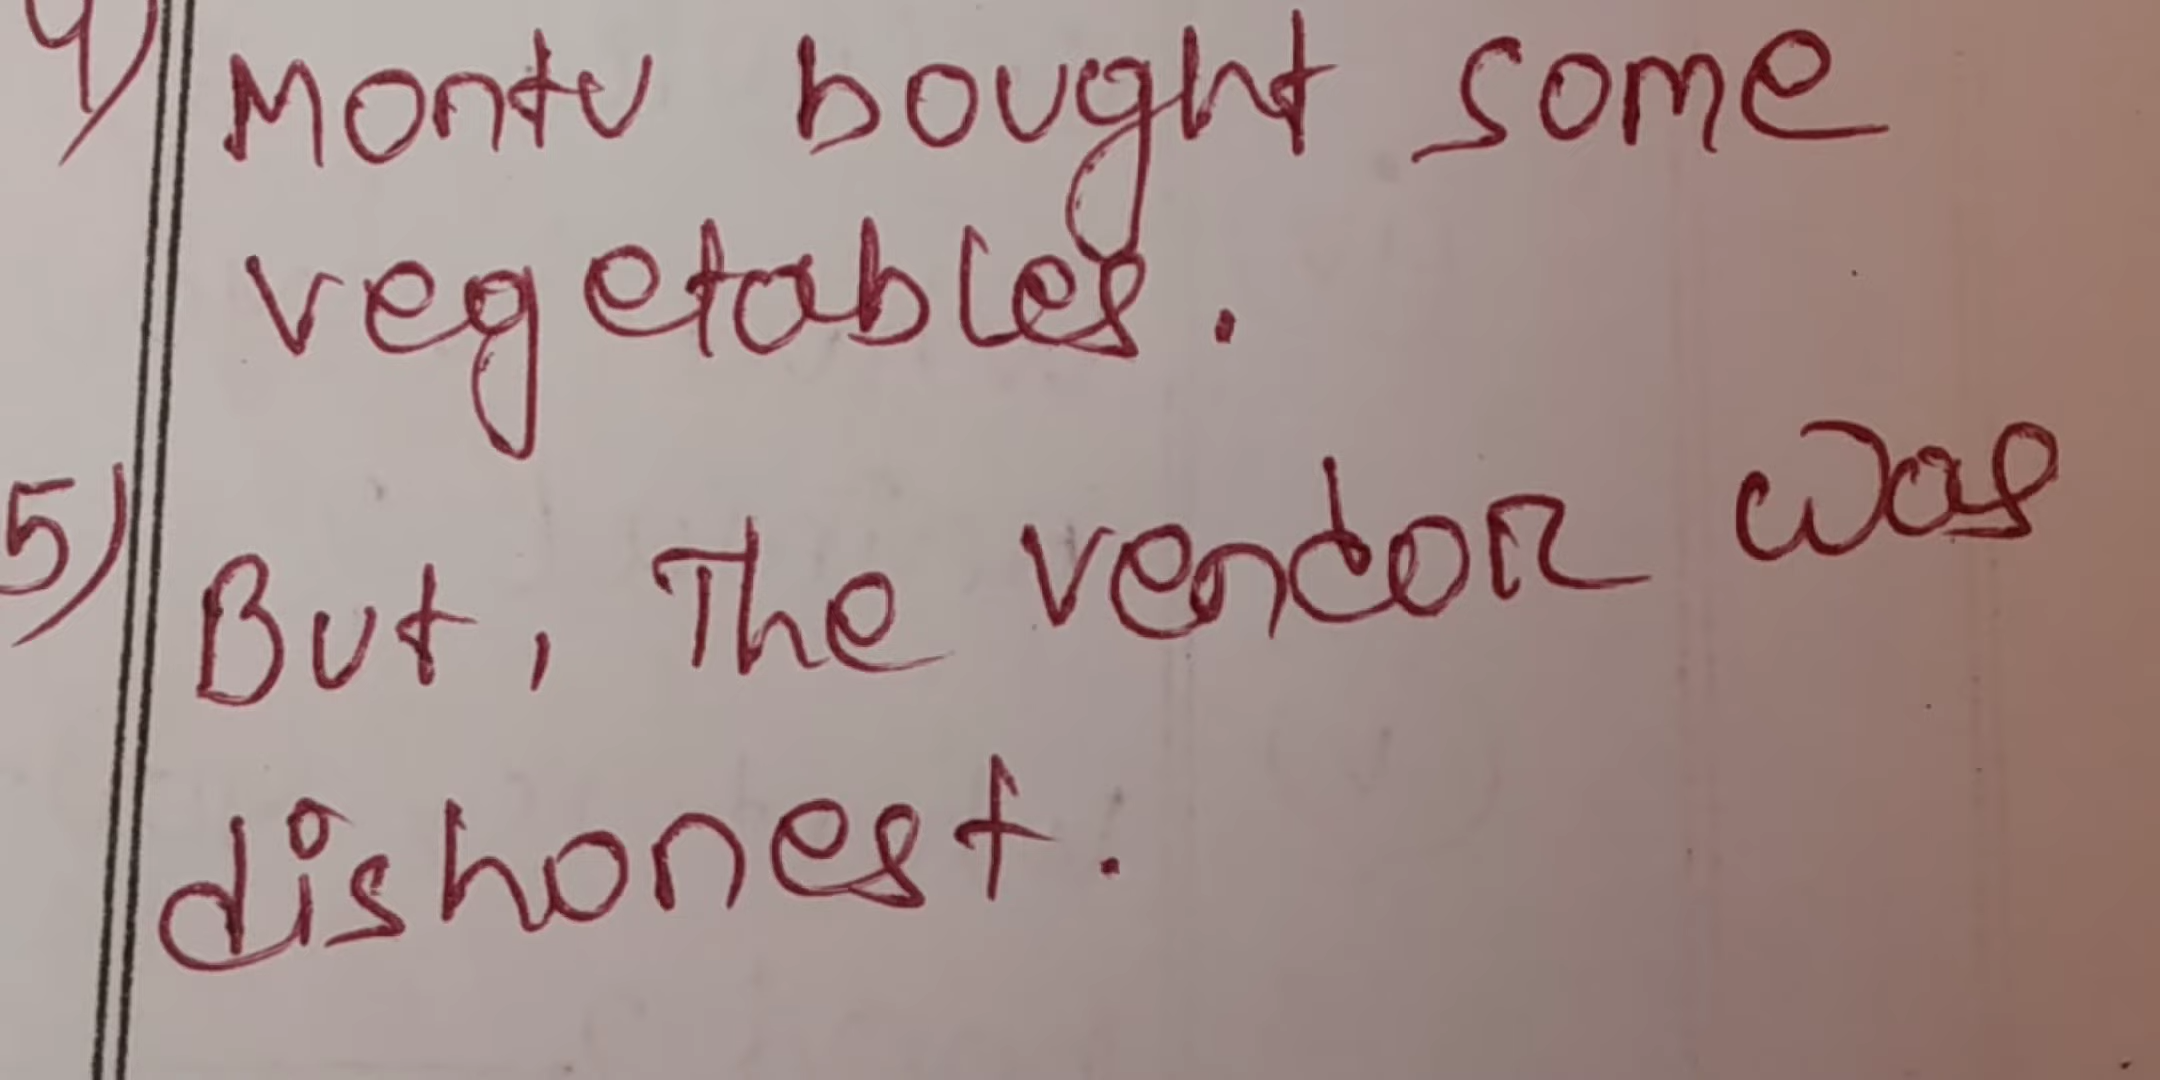 4) Montu bought some
vegetables.
5) But, The vendor was
dishonest.